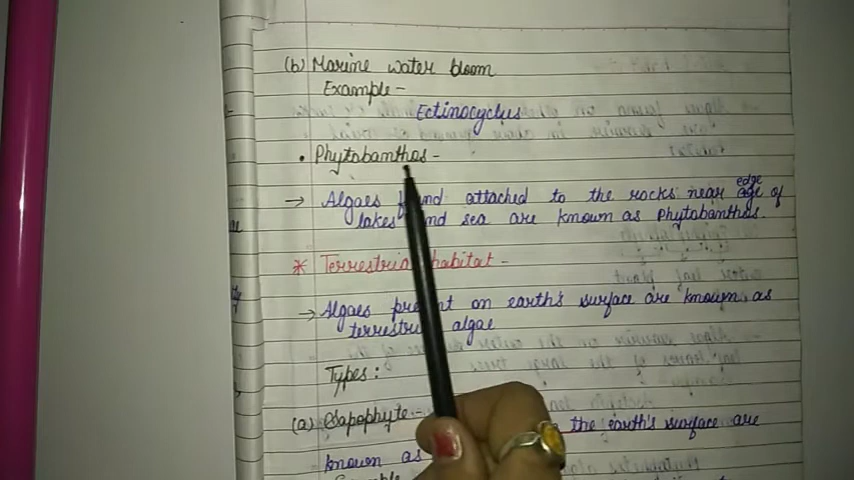 (b) Marine water bloom
Example -
Ectinocyclus
• Phytobanthos -
→ Algaes found attached to the rocks near edge of
lakes and sea are known as Phytobanthos.
* Terrestrial habitat -
→ Algaes present on earth's surface are known as
terrestrial algae
Types:
(a) Sapophyte - the earth's surface are
known as
Example